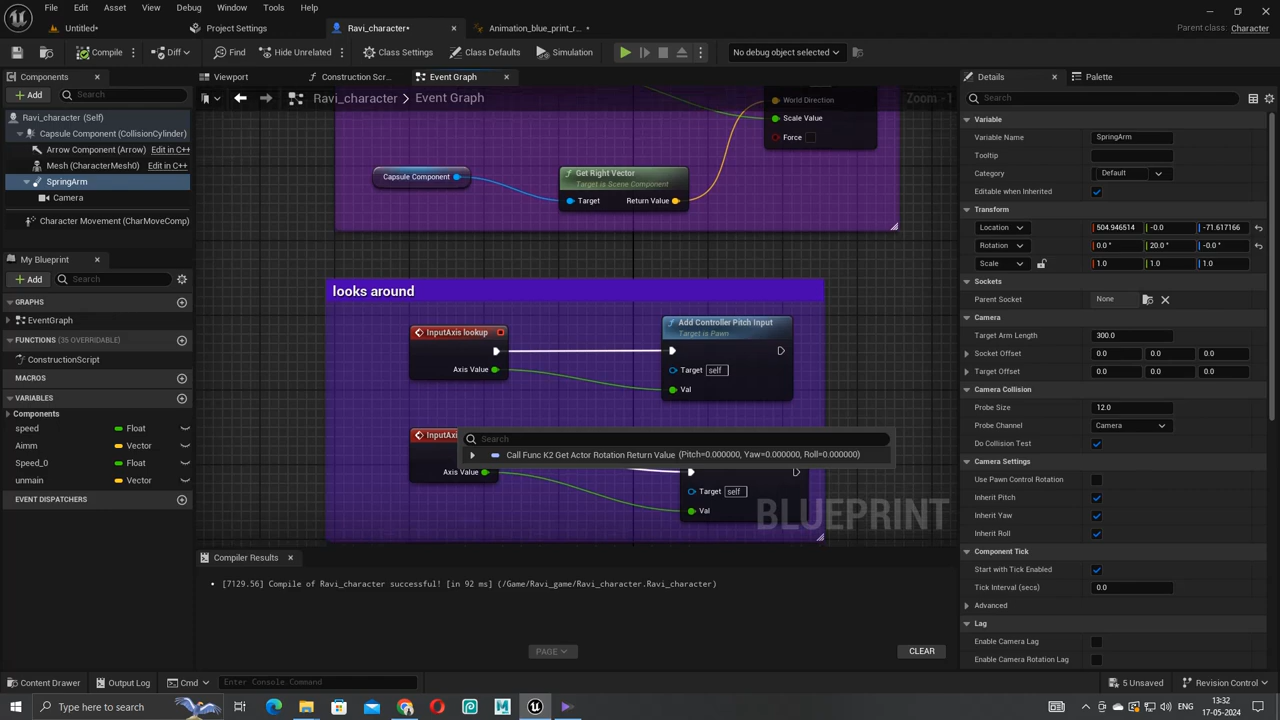 File Edit Asset View Debug Window Tools Help
Untitled* Project Settings Ravi_character* Animation_blue_print_r... Parent class: Character
Compile Diff Find Hide Unrelated Class Settings Class Defaults Simulation No debug object selected
Components Viewport Construction Scr... Event Graph Details Palette
Add Search Ravi_character > Event Graph Zoom -1 Search
Ravi_character (Self)
Capsule Component (CollisionCylinder)
Arrow Component (Arrow) Edit in C++
Mesh (CharacterMesh0) Edit in C++
SpringArm
Camera
Character Movement (CharMoveComp)
My Blueprint
Add Search
GRAPHS
EventGraph
FUNCTIONS (35 OVERRIDABLE)
ConstructionScript
MACROS
VARIABLES
Components
speed Float
Aimm Vector
Speed_0 Float
unmain Vector
EVENT DISPATCHERS
World Direction
Scale Value
Force
Capsule Component
Get Right Vector
Target is Scene Component
Target Return Value
looks around
InputAxis lookup
Axis Value
Add Controller Pitch Input
Target is Pawn
Target self
Val
InputAxi
Search
Call Func K2 Get Actor Rotation Return Value (Pitch=0.000000, Yaw=0.000000, Roll=0.000000)
Axis Value
Target self
Val
BLUEPRINT
Compiler Results
• [7129.56] Compile of Ravi_character successful! [in 92 ms] (/Game/Ravi_game/Ravi_character.Ravi_character)
PAGE CLEAR
Variable
Variable Name SpringArm
Tooltip
Category Default
Editable when Inherited
Transform
Location 504.946514 -0.0 -71.617166
Rotation 0.0 ° 20.0 ° -0.0 °
Scale 1.0 1.0 1.0
Sockets
Parent Socket None
Camera
Target Arm Length 300.0
Socket Offset 0.0 0.0 0.0
Target Offset 0.0 0.0 0.0
Camera Collision
Probe Size 12.0
Probe Channel Camera
Do Collision Test
Camera Settings
Use Pawn Control Rotation
Inherit Pitch
Inherit Yaw
Inherit Roll
Component Tick
Start with Tick Enabled
Tick Interval (secs) 0.0
Advanced
Lag
Enable Camera Lag
Enable Camera Rotation Lag
Content Drawer Output Log Cmd Enter Console Command 5 Unsaved Revision Control
Type here to search ENG 13:32
17-05-2024